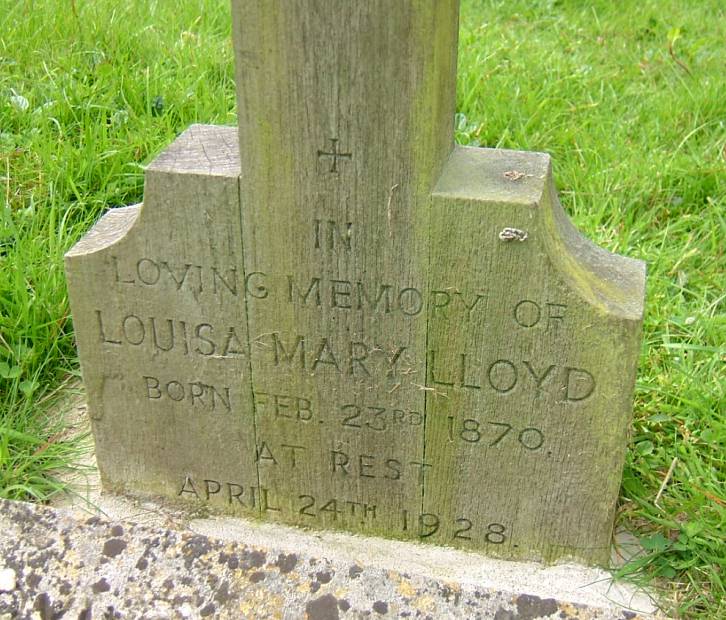 IN
LOVING MEMORY OF
LOUISA MARY LLOYD
BORN FEB. 23RD 1870.
AT REST
APRIL 24TH 1928.